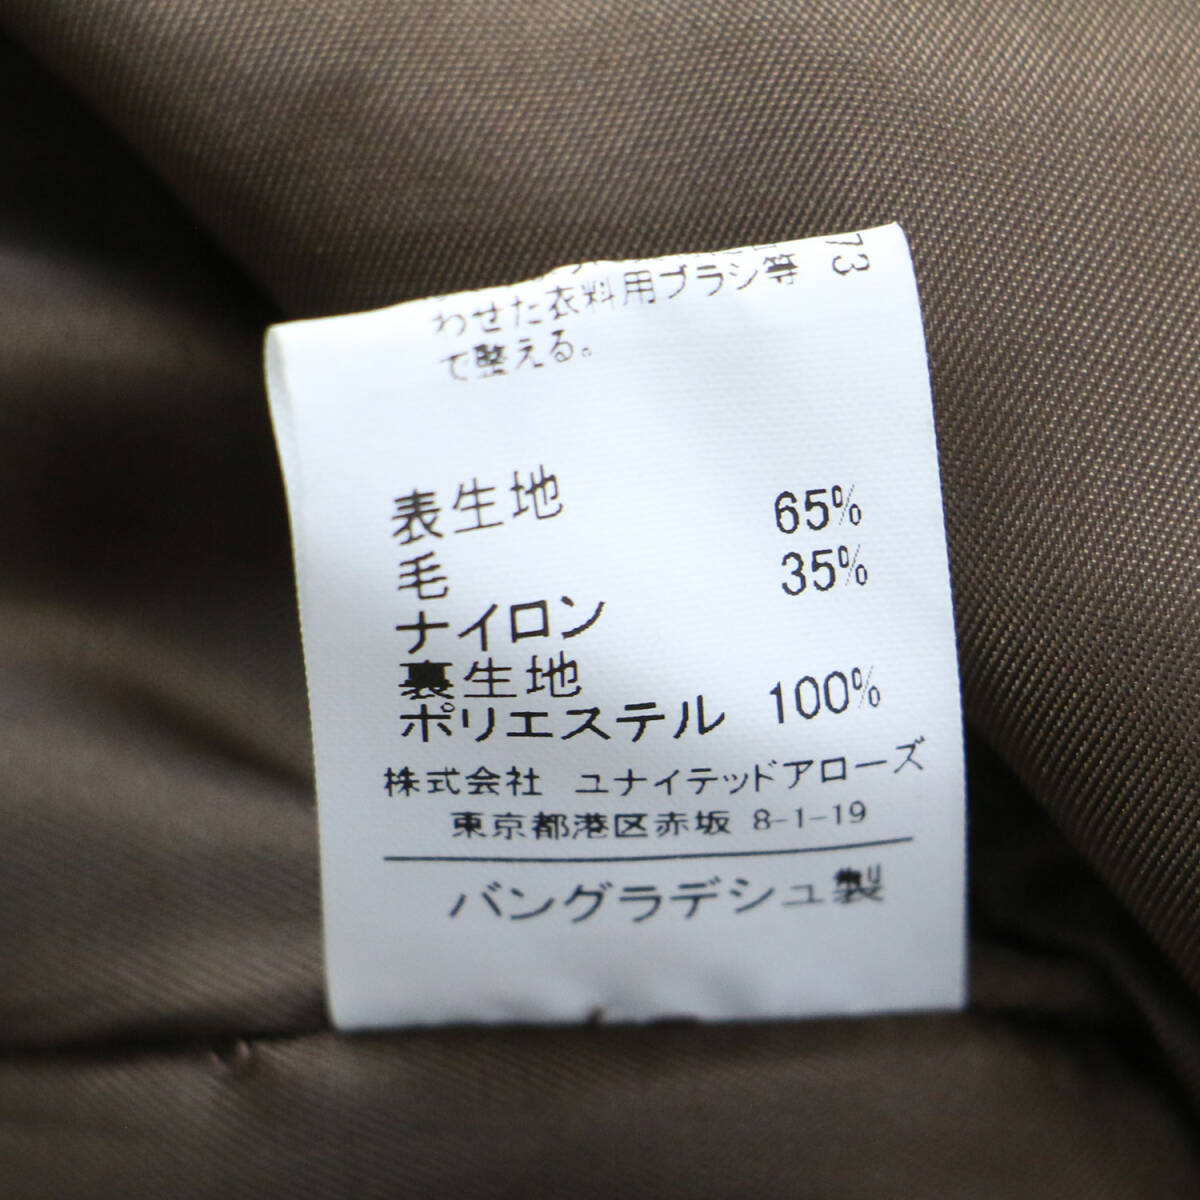 73
わせた衣料用ブラシ等
で整える。
表生地
毛 65%
ナイロン 35%
裏生地
ポリエステル 100%
株式会社 ユナイテッドアローズ
東京都港区赤坂 8-1-19
バングラデシュ製